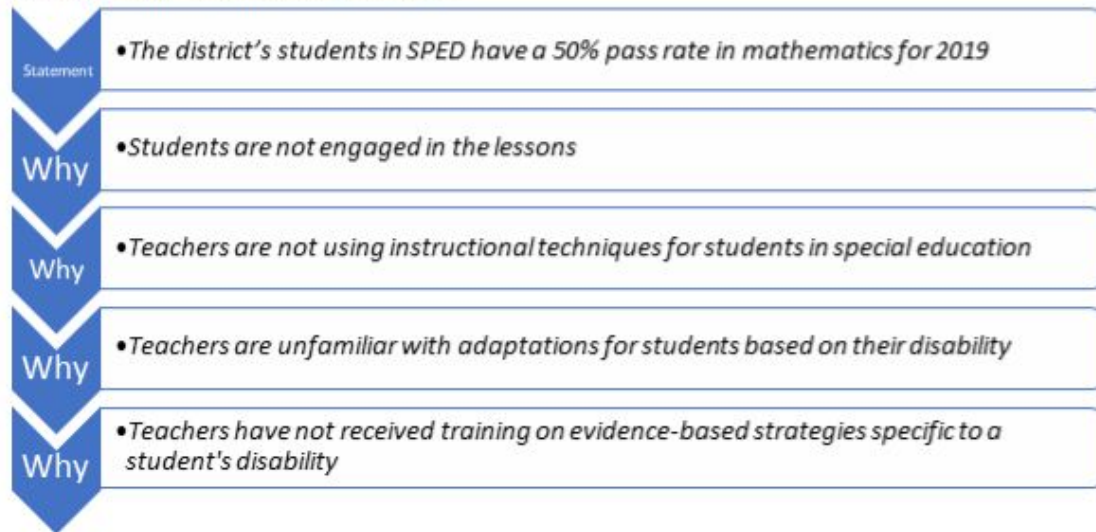 Statement
•The district's students in SPED have a 50% pass rate in mathematics for 2019
Why
•Students are not engaged in the lessons
Why
•Teachers are not using instructional techniques for students in special education
Why
•Teachers are unfamiliar with adaptations for students based on their disability
Why
•Teachers have not received training on evidence-based strategies specific to a
student's disability